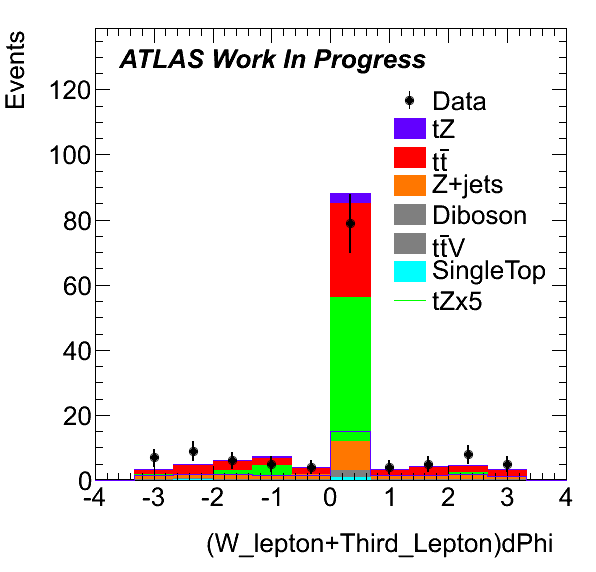 Events
ATLAS Work In Progress
Data
tZ
tt̄
Z+jets
Diboson
tt̄V
SingleTop
tZx5
120
100
80
60
40
20
0
-4 -3 -2 -1 0 1 2 3 4
(W_lepton+Third_Lepton)dPhi